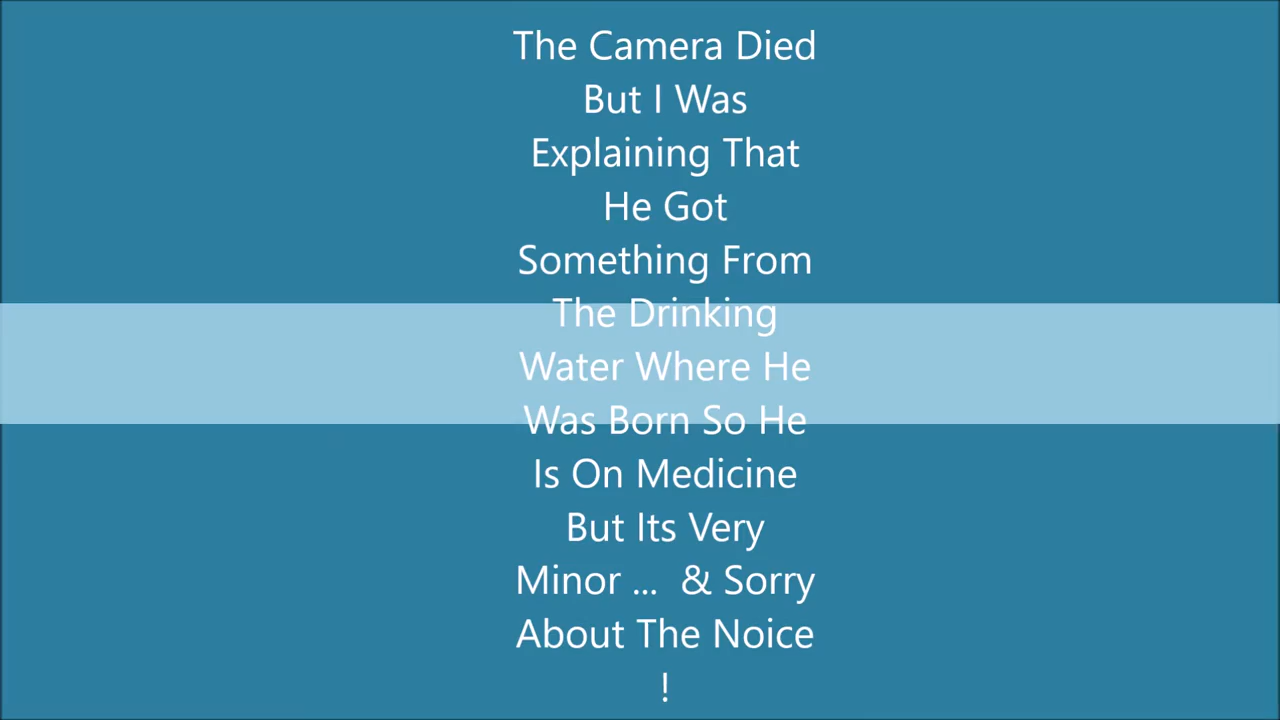 The Camera Died
But I Was
Explaining That
He Got
Something From
The Drinking
Water Where He
Was Born So He
Is On Medicine
But Its Very
Minor ...  & Sorry
About The Noice
!